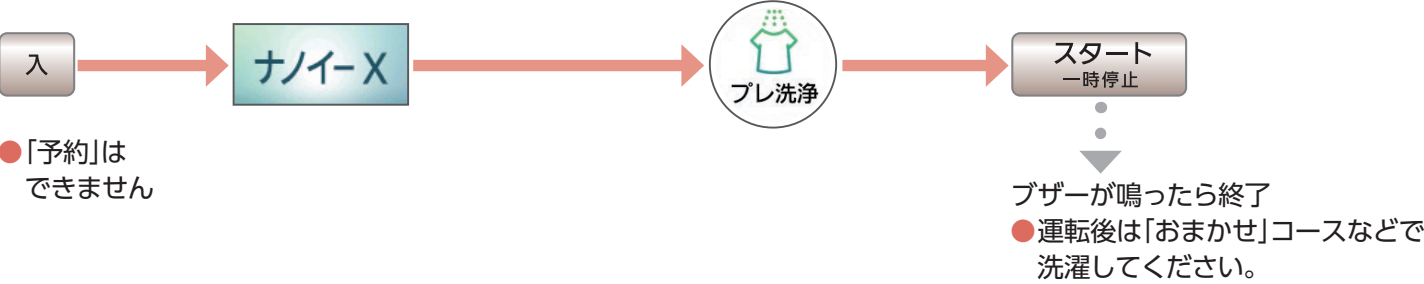 入
ナノイーX
プレ洗浄
スタート
一時停止
●「予約」は
できません
ブザーが鳴ったら終了
●運転後は「おまかせ」コースなどで
洗濯してください。